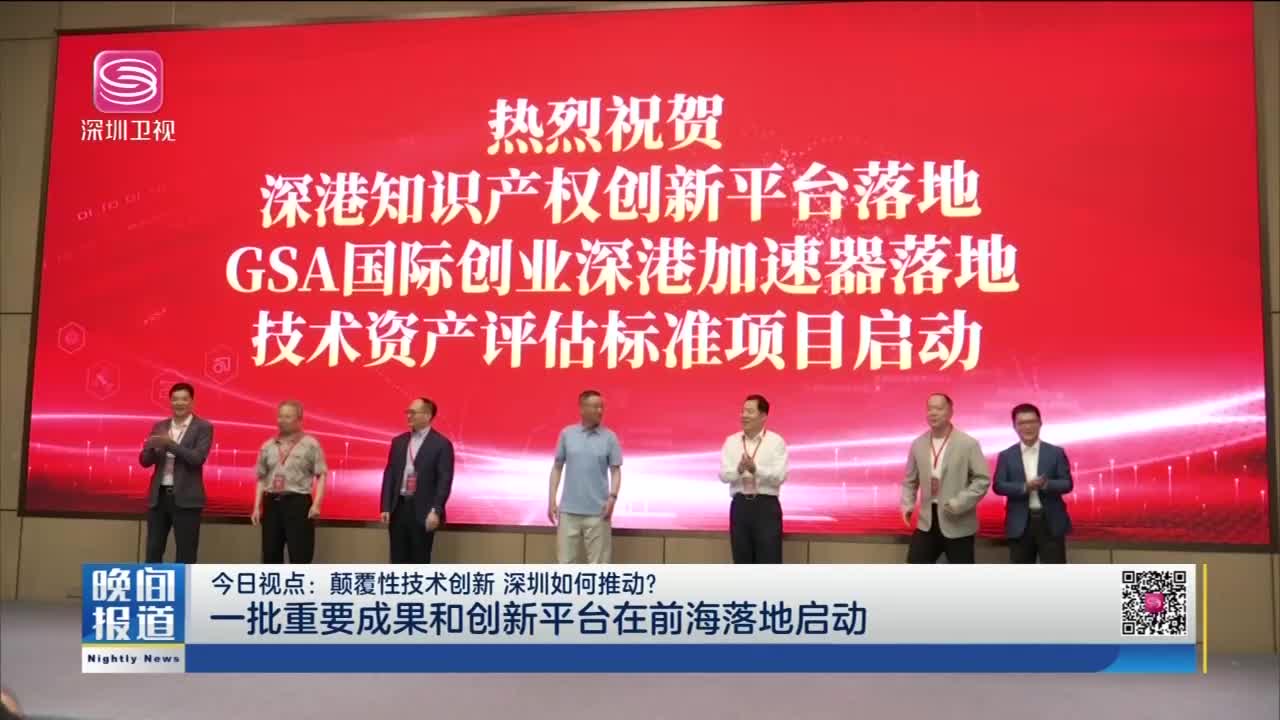 深圳卫视
热烈祝贺
深港知识产权创新平台落地
GSA国际创业深港加速器落地
技术资产评估标准项目启动
晚间报道
Nightly News
今日视点：颠覆性技术创新 深圳如何推动？
一批重要成果和创新平台在前海落地启动